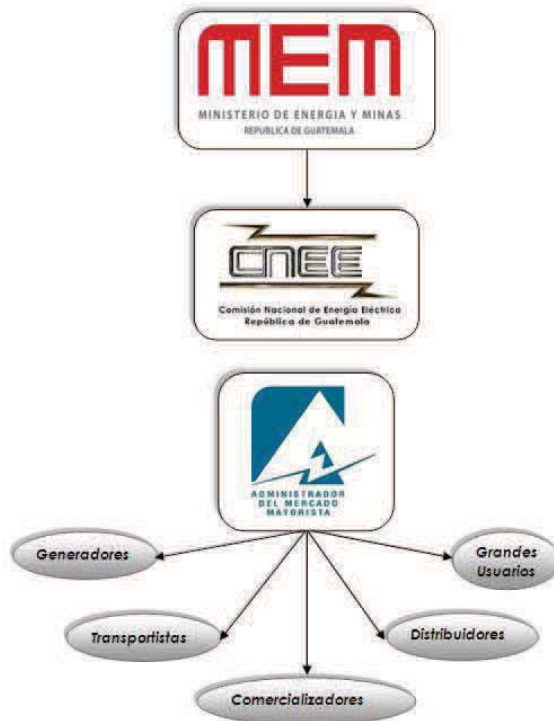 MEM
MINISTERIO DE ENERGIA Y MINAS
REPUBLICA DE GUATEMALA
CNEE
Comisión Nacional de Energía Eléctrica
República de Guatemala
ADMINISTRADOR
DEL MERCADO
MAYORISTA
Generadores
Grandes
Usuarios
Transportistas
Distribuidores
Comercializadores